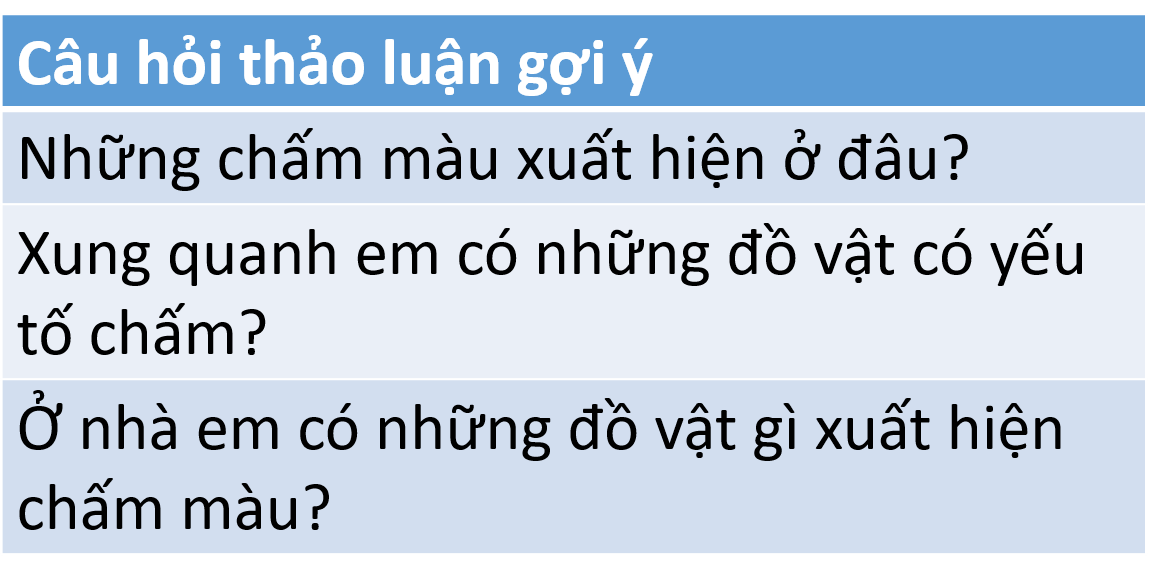 Câu hỏi thảo luận gợi ý
Những chấm màu xuất hiện ở đâu?
Xung quanh em có những đồ vật có yếu
tố chấm?
Ở nhà em có những đồ vật gì xuất hiện
chấm màu?